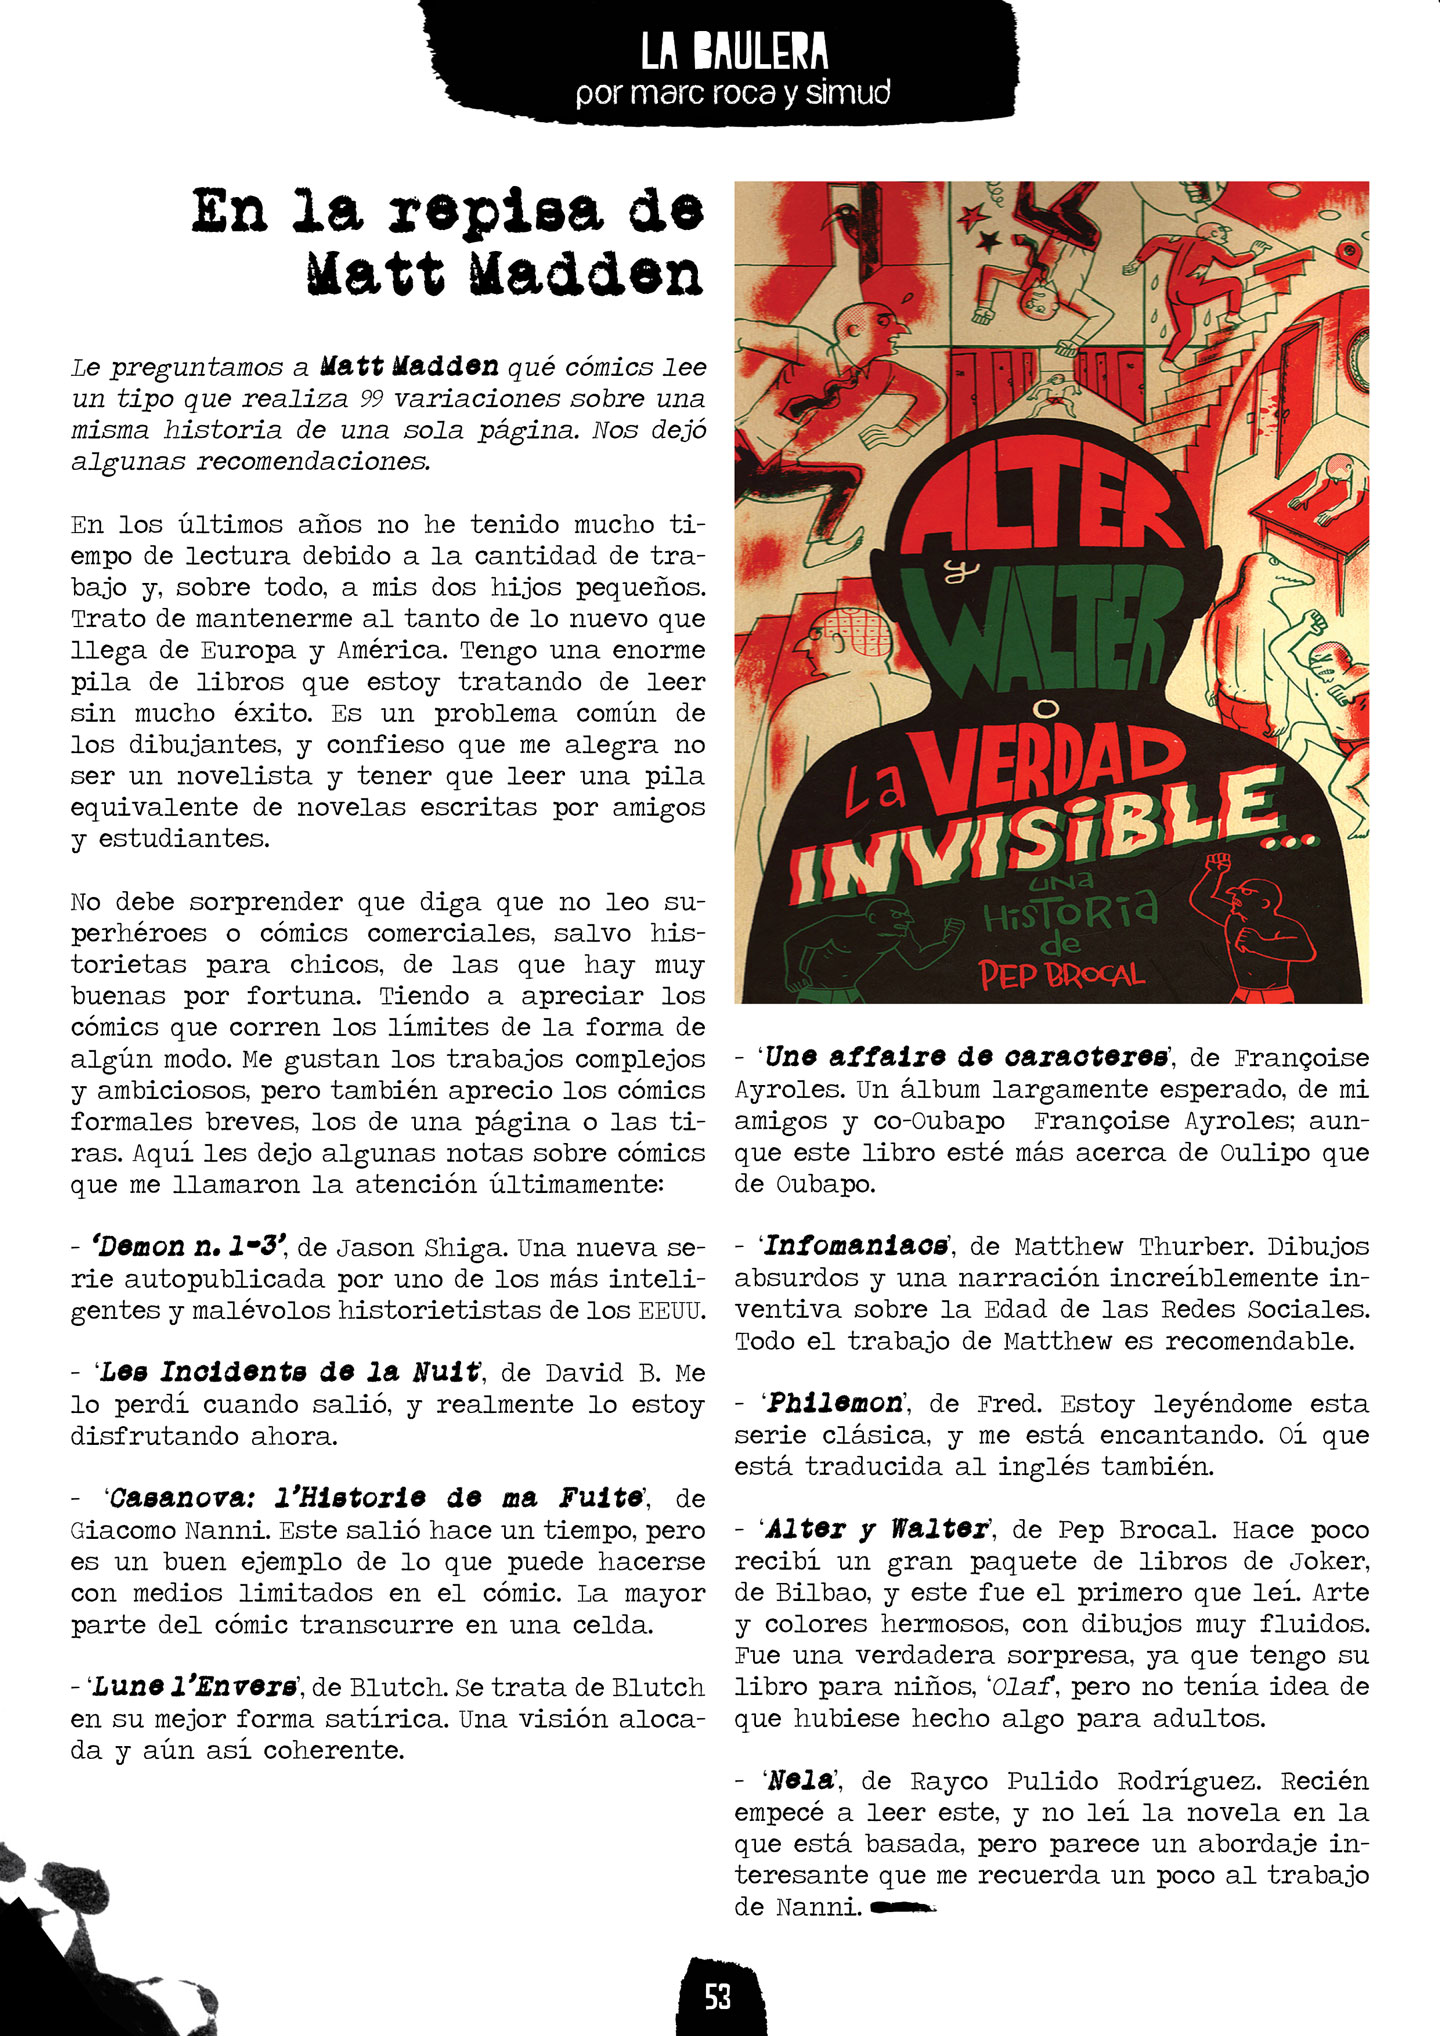 LA BAULERA
por marc roca y simud
En la repisa de
Matt Madden
Le preguntamos a Matt Madden qué cómics lee
un tipo que realiza 99 variaciones sobre una
misma historia de una sola página. Nos dejó
algunas recomendaciones.
En los últimos años no he tenido mucho ti-
empo de lectura debido a la cantidad de tra-
bajo y, sobre todo, a mis dos hijos pequeños.
Trato de mantenerme al tanto de lo nuevo que
llega de Europa y América. Tengo una enorme
pila de libros que estoy tratando de leer
sin mucho éxito. Es un problema común de
los dibujantes, y confieso que me alegra no
ser un novelista y tener que leer una pila
equivalente de novelas escritas por amigos
y estudiantes.
No debe sorprender que diga que no leo su-
perhéroes o cómics comerciales, salvo his-
torietas para chicos, de las que hay muy
buenas por fortuna. Tiendo a apreciar los
cómics que corren los límites de la forma de
algún modo. Me gustan los trabajos complejos
y ambiciosos, pero también aprecio los cómics
formales breves, los de una página o las ti-
ras. Aquí les dejo algunas notas sobre cómics
que me llamaron la atención últimamente:
- ‘Demon n. 1-3’, de Jason Shiga. Una nueva se-
rie autopublicada por uno de los más inteli-
gentes y malévolos historietistas de los EEUU.
- ‘Les Incidents de la Nuit’, de David B. Me
lo perdí cuando salió, y realmente lo estoy
disfrutando ahora.
- ‘Casanova: l’Historie de ma Fuite’, de
Giacomo Nanni. Este salió hace un tiempo, pero
es un buen ejemplo de lo que puede hacerse
con medios limitados en el cómic. La mayor
parte del cómic transcurre en una celda.
- ‘Lune l’Envers’, de Blutch. Se trata de Blutch
en su mejor forma satírica. Una visión aloca-
da y aún así coherente.
ALTER
y
WALTER
o
La VERDAD
INVISIBLE...
UNA
HISTORIA
de
PEP BROCAL
- ‘Une affaire de caracteres’, de Françoise
Ayroles. Un álbum largamente esperado, de mi
amigos y co-Oubapo Françoise Ayroles; aun-
que este libro esté más acerca de Oulipo que
de Oubapo.
- ‘Infomaniacs’, de Matthew Thurber. Dibujos
absurdos y una narración increíblemente in-
ventiva sobre la Edad de las Redes Sociales.
Todo el trabajo de Matthew es recomendable.
- ‘Philemon’, de Fred. Estoy leyéndome esta
serie clásica, y me está encantando. Oí que
está traducida al inglés también.
- ‘Alter y Walter’, de Pep Brocal. Hace poco
recibí un gran paquete de libros de Joker,
de Bilbao, y este fue el primero que leí. Arte
y colores hermosos, con dibujos muy fluidos.
Fue una verdadera sorpresa, ya que tengo su
libro para niños, ‘Olaf’, pero no tenía idea de
que hubiese hecho algo para adultos.
- ‘Nela’, de Rayco Pulido Rodríguez. Recién
empecé a leer este, y no leí la novela en la
que está basada, pero parece un abordaje in-
teresante que me recuerda un poco al trabajo
de Nanni.
53